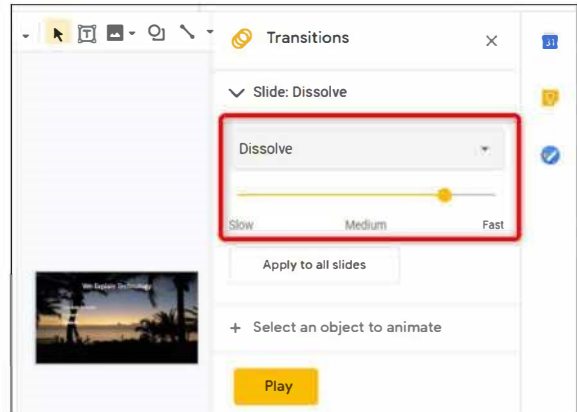 Transitions
31
Slide: Dissolve
Dissolve
Slow Medium Fast
Apply to all slides
We Explain Technology
+ Select an object to animate
Play